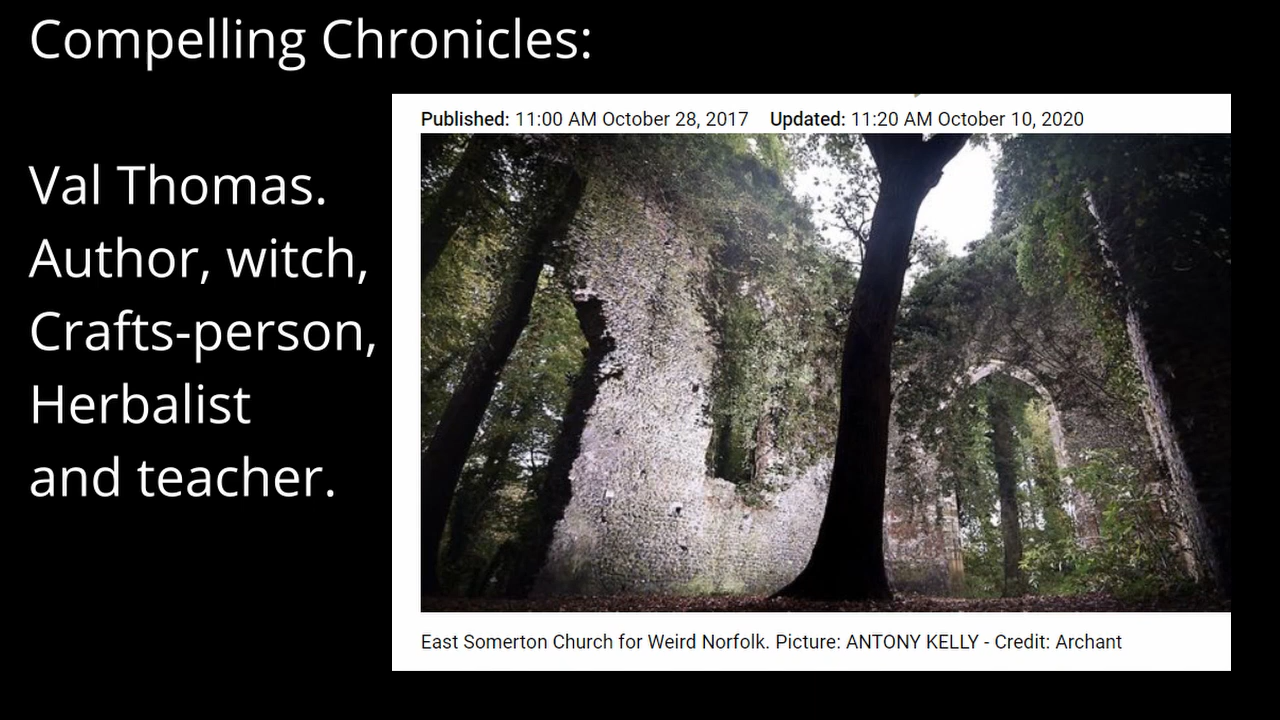 Compelling Chronicles:
Val Thomas.
Author, witch,
Crafts-person,
Herbalist
and teacher.
Published: 11:00 AM October 28, 2017 Updated: 11:20 AM October 10, 2020
East Somerton Church for Weird Norfolk. Picture: ANTONY KELLY - Credit: Archant